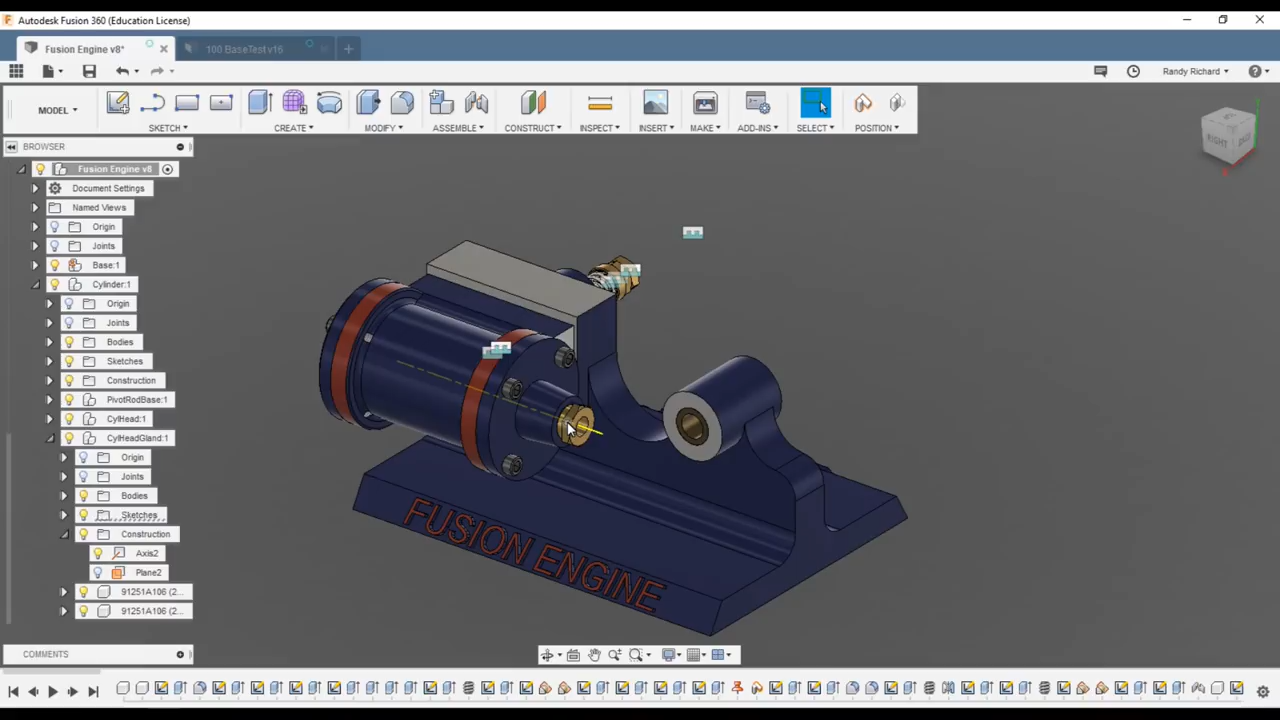 Autodesk Fusion 360 (Education License)
Fusion Engine v8*
100 BaseTest v16
MODEL
Randy Richard
SKETCH
CREATE
MODIFY
ASSEMBLE
CONSTRUCT
INSPECT
INSERT
MAKE
ADD-INS
SELECT
POSITION
BROWSER
Fusion Engine v8
Document Settings
Named Views
Origin
Joints
Base:1
Cylinder:1
Origin
Joints
Bodies
Sketches
Construction
PivotRodBase:1
CylHead:1
CylHeadGland:1
Origin
Joints
Bodies
Sketches
Construction
Axis2
Plane2
91251A106 (2...
91251A106 (2...
FUSION ENGINE
RIGHT
COMMENTS